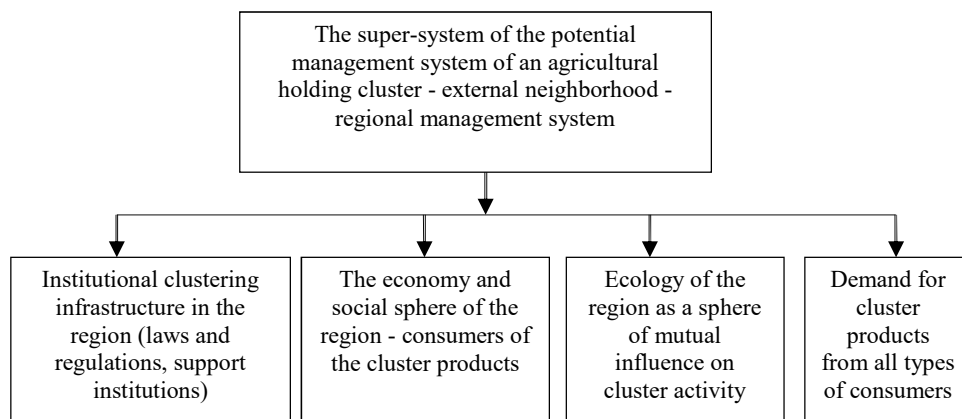 The super-system of the potential
management system of an agricultural
holding cluster - external neighborhood -
regional management system
Institutional clustering
infrastructure in the
region (laws and
regulations, support
institutions)
The economy and
social sphere of the
region - consumers of
the cluster products
Ecology of the
region as a sphere
of mutual
influence on
cluster activity
Demand for
cluster
products
from all types
of consumers